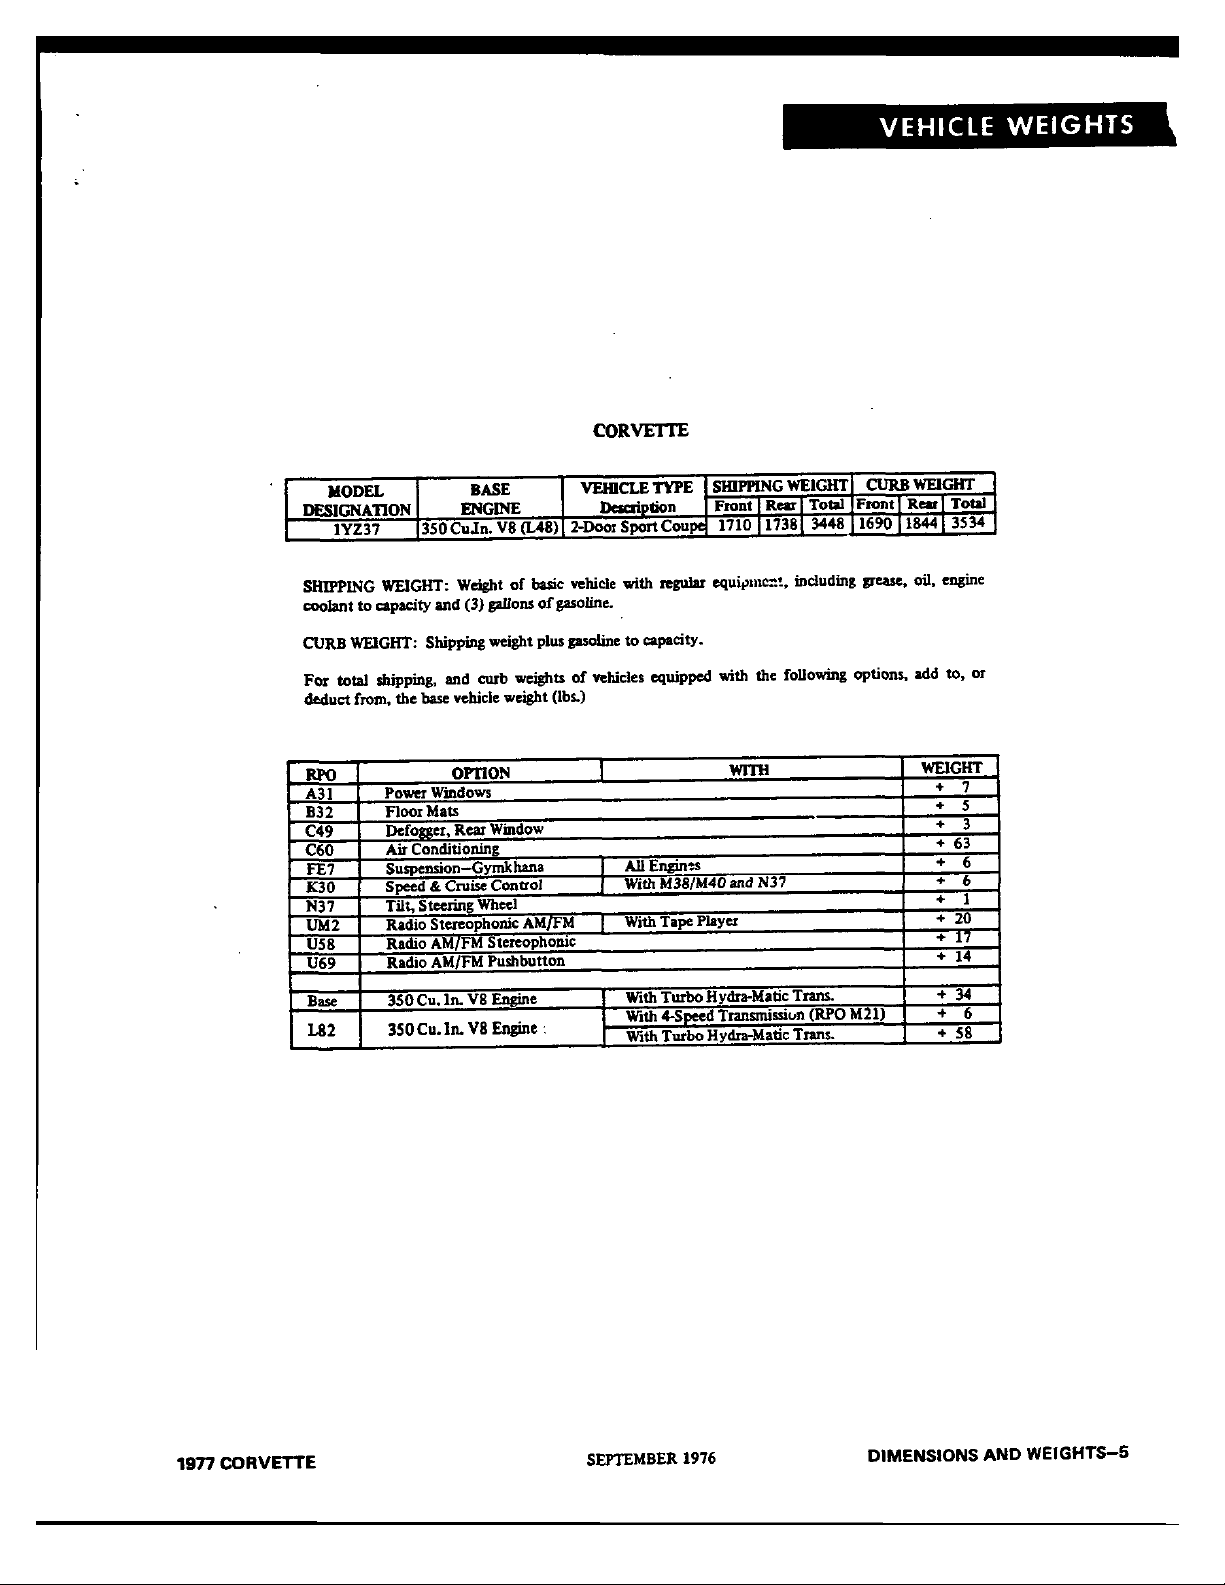 VEHICLE WEIGHTS
CORVETTE
MODEL DESIGNATION BASE ENGINE VEHICLE TYPE Description SHIPPING WEIGHT CURB WEIGHT
Front Rear Total Front Rear Total
1YZ37 350 Cu.In. V8 (L48) 2-Door Sport Coupe 1710 1738 3448 1690 1844 3534
SHIPPING WEIGHT: Weight of basic vehicle with regular equipment, including grease, oil, engine
coolant to capacity and (3) gallons of gasoline.
CURB WEIGHT: Shipping weight plus gasoline to capacity.
For total shipping, and curb weights of vehicles equipped with the following options, add to, or
deduct from, the base vehicle weight (lbs.)
RPO OPTION WITH WEIGHT
A31 Power Windows + 7
B32 Floor Mats + 5
C49 Defogger, Rear Window + 3
C60 Air Conditioning + 63
FE7 Suspension—Gymkhana All Engines + 6
K30 Speed & Cruise Control With M38/M40 and N37 + 6
N37 Tilt, Steering Wheel + 1
UM2 Radio Stereophonic AM/FM With Tape Player + 20
U58 Radio AM/FM Stereophonic + 17
U69 Radio AM/FM Pushbutton + 14
Base 350 Cu. In. V8 Engine With Turbo Hydra-Matic Trans. + 34
L82 350 Cu. In. V8 Engine : With 4-Speed Transmission (RPO M21) + 6
With Turbo Hydra-Matic Trans. + 58
1977 CORVETTE SEPTEMBER 1976 DIMENSIONS AND WEIGHTS—5